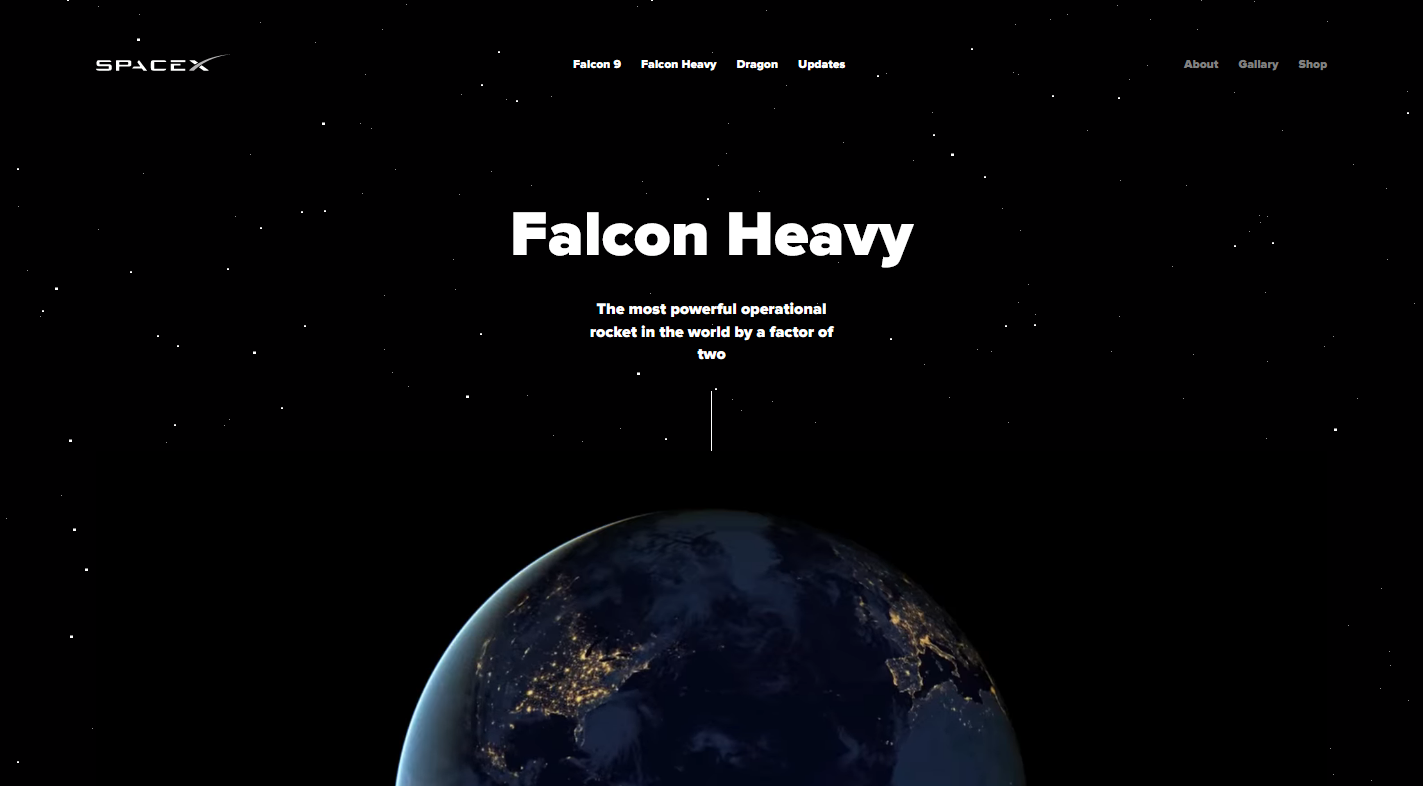 SPACEX
Falcon 9 Falcon Heavy Dragon Updates
About Gallary Shop
Falcon Heavy
The most powerful operational
rocket in the world by a factor of
two